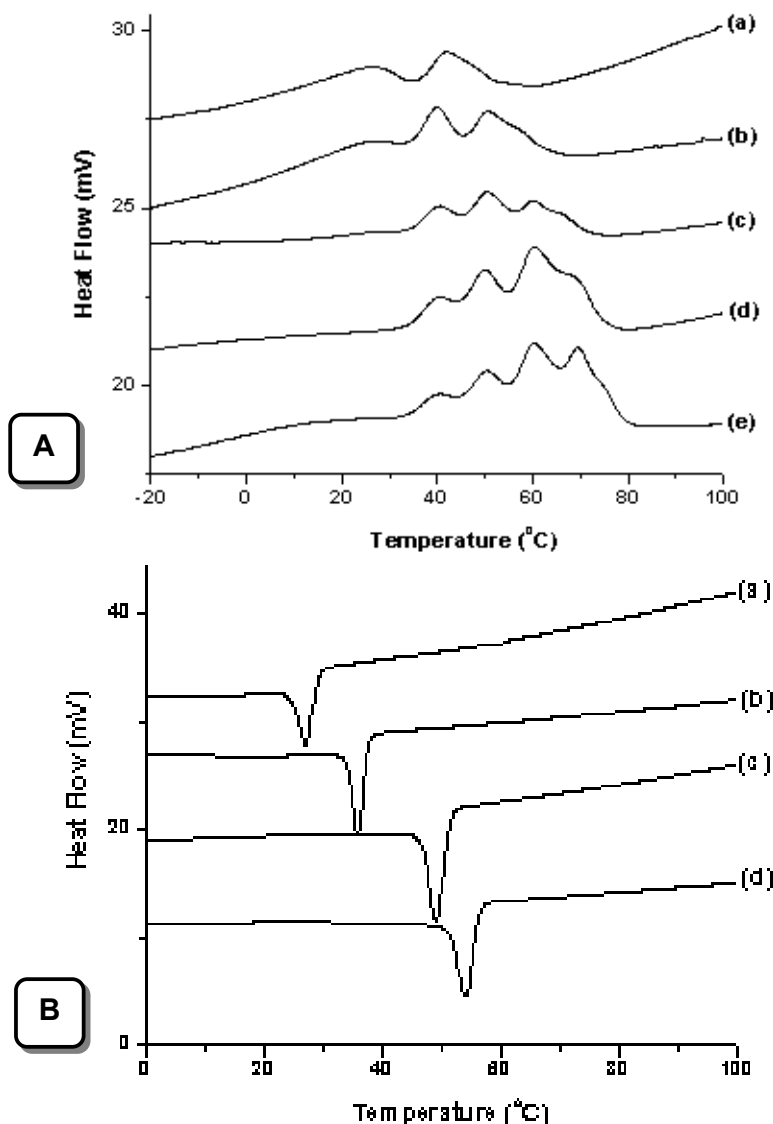 30
(a)
(b)
25
(c)
(d)
20
(e)
Heat Flow (mV)
A
-20 0 20 40 60 80 100
Temperature (°C)
40
(a)
(b)
(c)
20
(d)
Heat Flow (mV)
B
0
0 20 40 60 80 100
Temperature (°C)